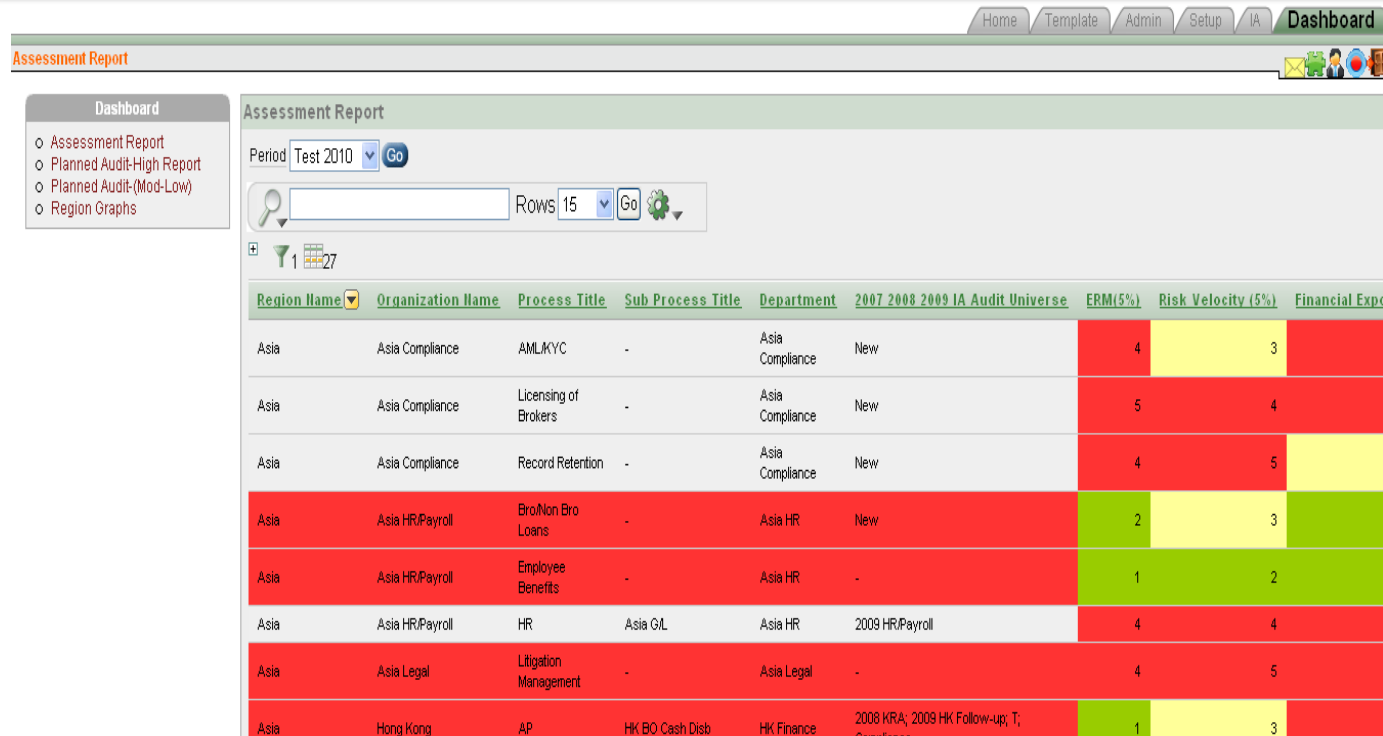 Home Template Admin Setup IA Dashboard
Assessment Report
Dashboard
Assessment Report
Planned Audit-High Report
Planned Audit-(Mod-Low)
Region Graphs
Assessment Report
Period Test 2010 Go
Rows 15 Go
1 27
Region Name Organization Name Process Title Sub Process Title Department 2007 2008 2009 IA Audit Universe ERM(5%) Risk Velocity (5%) Financial Expo
Asia Asia Compliance AML/KYC - Asia Compliance New 4 3
Asia Asia Compliance Licensing of Brokers - Asia Compliance New 5 4
Asia Asia Compliance Record Retention - Asia Compliance New 4 5
Asia Asia HR/Payroll Bro/Non Bro Loans - Asia HR New 2 3
Asia Asia HR/Payroll Employee Benefits - Asia HR - 1 2
Asia Asia HR/Payroll HR Asia G/L Asia HR 2009 HR/Payroll 4 4
Asia Asia Legal Litigation Management - Asia Legal - 4 5
Asia Hong Kong AP HK BO Cash Disb HK Finance 2008 KRA; 2009 HK Follow-up; T; 1 3